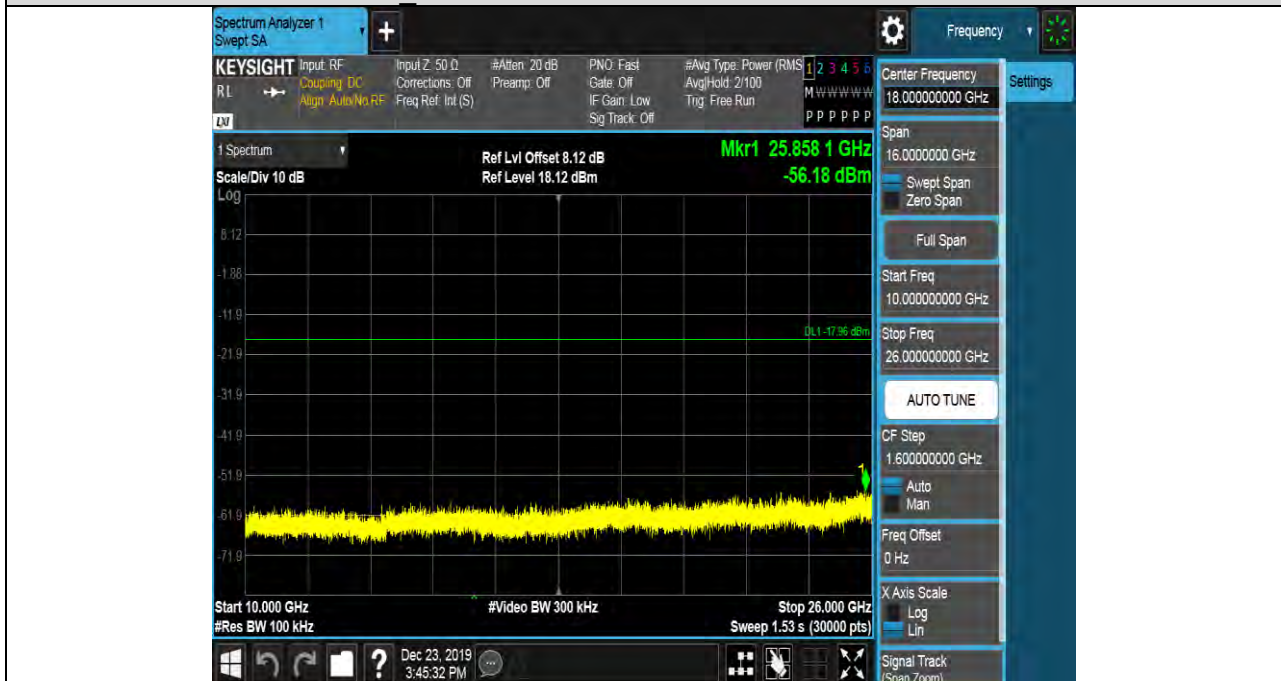 Spectrum Analyzer 1
Swept SA
+
Frequency
KEYSIGHT
RL
LXI
Input: RF
Coupling: DC
Align: Auto/No RF
Input Z: 50 Ω
Corrections: Off
Freq Ref: Int (S)
#Atten: 20 dB
Preamp: Off
PNO: Fast
Gate: Off
IF Gain: Low
Sig Track: Off
#Avg Type: Power (RMS
Avg|Hold: 2/100
Trig: Free Run
1 2 3 4 5 6
M W W W W W
P P P P P P
1 Spectrum
Scale/Div 10 dB
Ref Lvl Offset 8.12 dB
Ref Level 18.12 dBm
Mkr1 25.858 1 GHz
-56.18 dBm
Log
8.12
-1.88
-11.9
-21.9
-31.9
-41.9
-51.9
-61.9
-71.9
DL1 -17.96 dBm
1
Start 10.000 GHz
#Res BW 100 kHz
#Video BW 300 kHz
Stop 26.000 GHz
Sweep 1.53 s (30000 pts)
?
Dec 23, 2019
3:45:32 PM
Center Frequency
18.000000000 GHz
Settings
Span
16.0000000 GHz
Swept Span
Zero Span
Full Span
Start Freq
10.000000000 GHz
Stop Freq
26.000000000 GHz
AUTO TUNE
CF Step
1.600000000 GHz
Auto
Man
Freq Offset
0 Hz
X Axis Scale
Log
Lin
Signal Track
(Span Zoom)